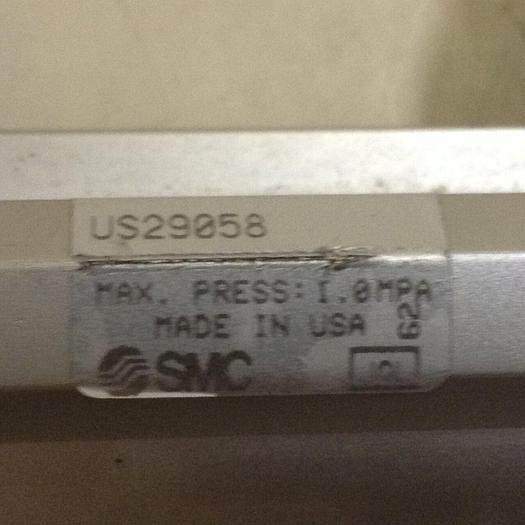 US29058
MAX. PRESS: 1.0MPA
MADE IN USA
62
SMC